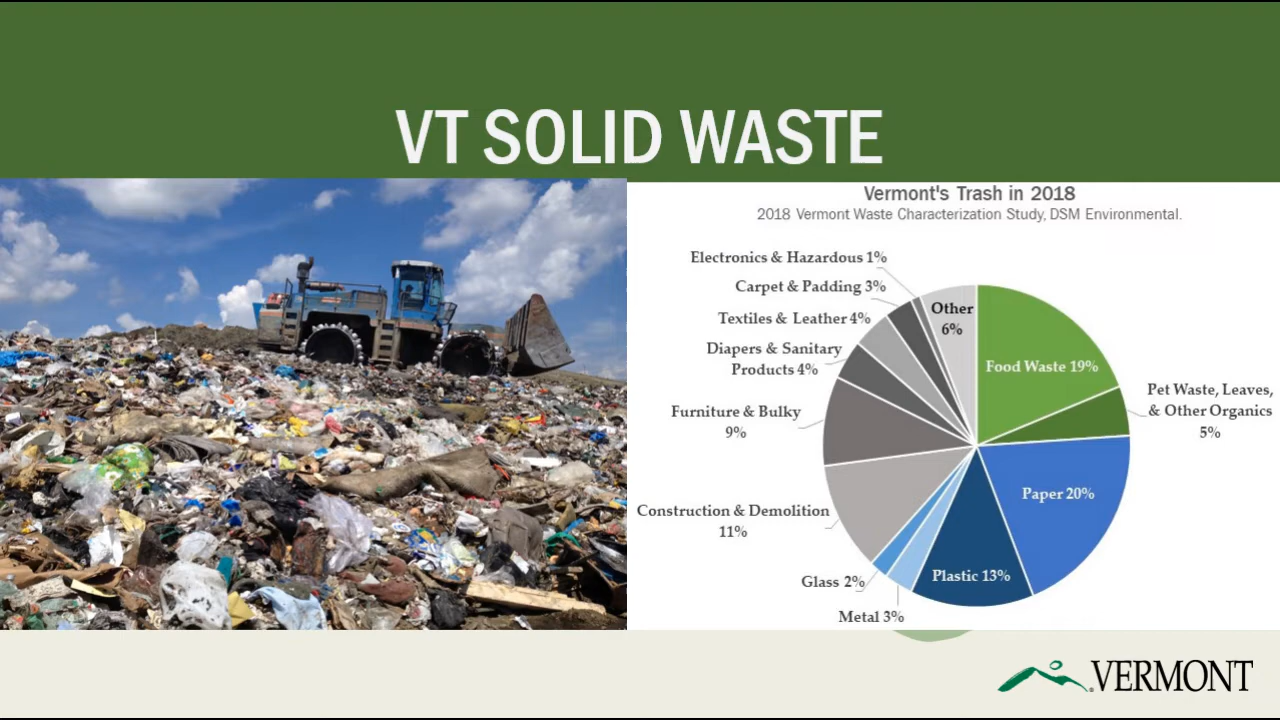 VT SOLID WASTE
Vermont's Trash in 2018
2018 Vermont Waste Characterization Study, DSM Environmental.
Electronics & Hazardous 1%
Carpet & Padding 3%
Textiles & Leather 4%
Diapers & Sanitary
Products 4%
Furniture & Bulky
9%
Construction & Demolition
11%
Glass 2%
Metal 3%
Other
6%
Food Waste 19%
Pet Waste, Leaves,
& Other Organics
5%
Paper 20%
Plastic 13%
VERMONT